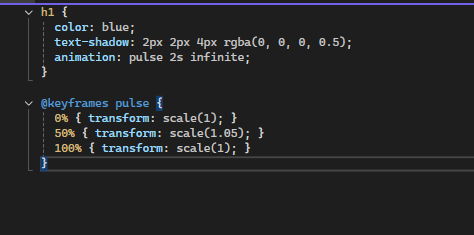 h1 {
color: blue;
text-shadow: 2px 2px 4px rgba(0, 0, 0, 0.5);
animation: pulse 2s infinite;
}
@keyframes pulse {
0% { transform: scale(1); }
50% { transform: scale(1.05); }
100% { transform: scale(1); }
}